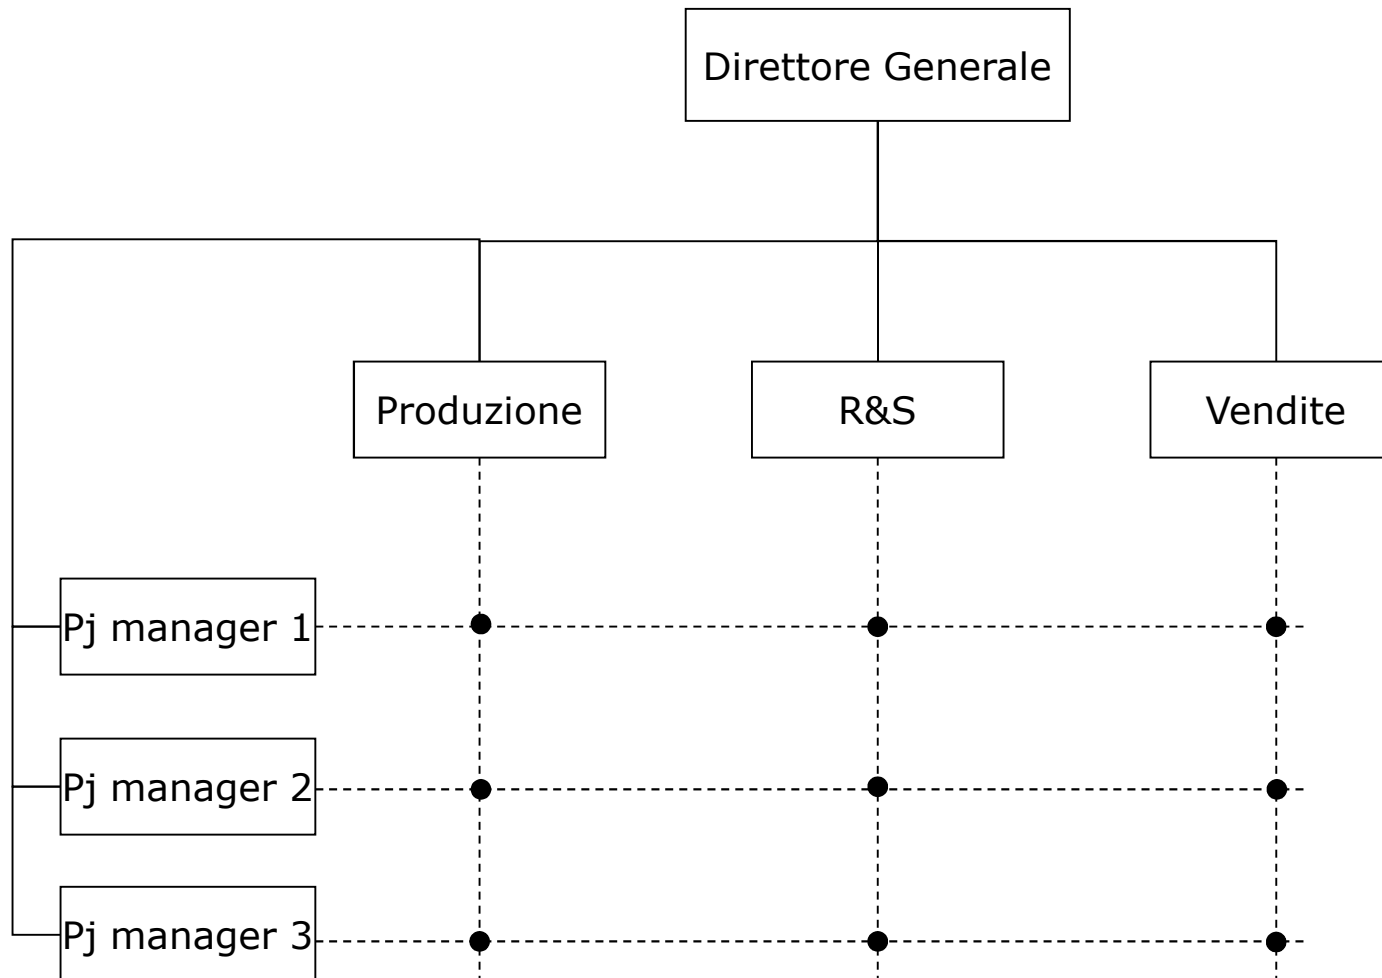 Direttore Generale
Produzione
R&S
Vendite
Pj manager 1
Pj manager 2
Pj manager 3